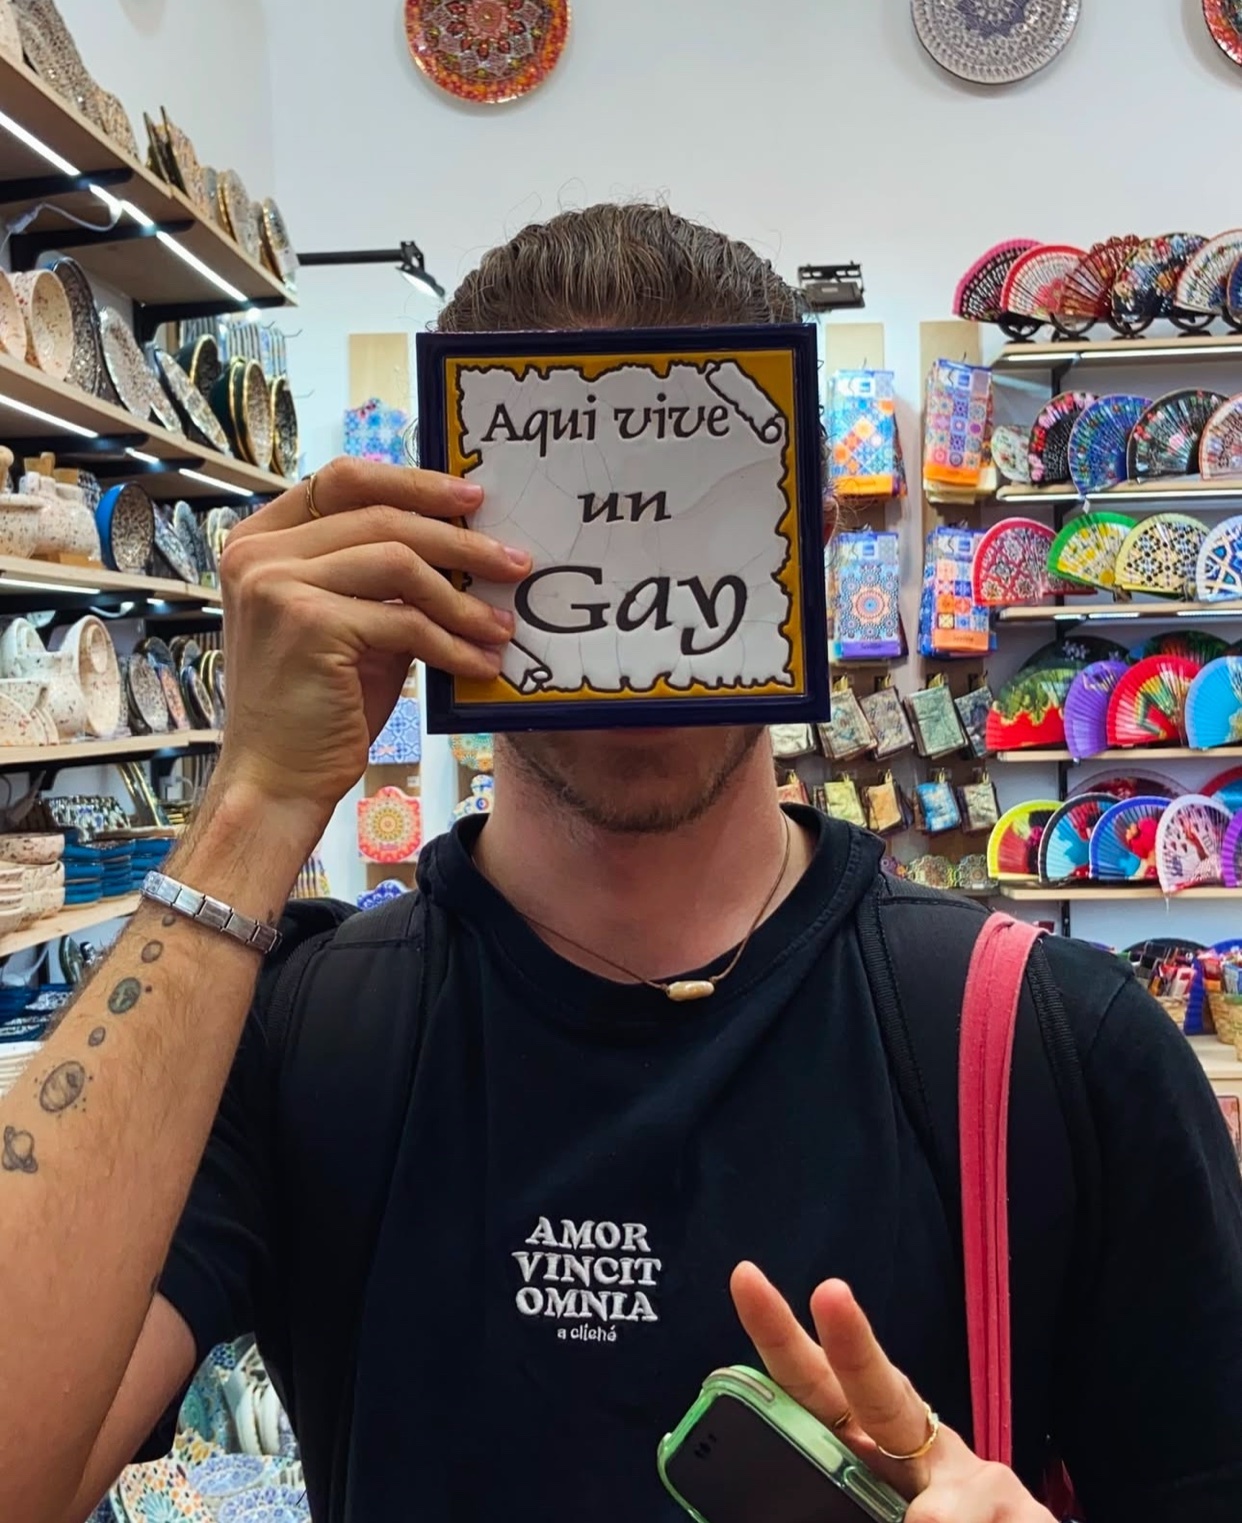 Aqui vive
un
Gay
AMOR
VINCIT
OMNIA
a cliché